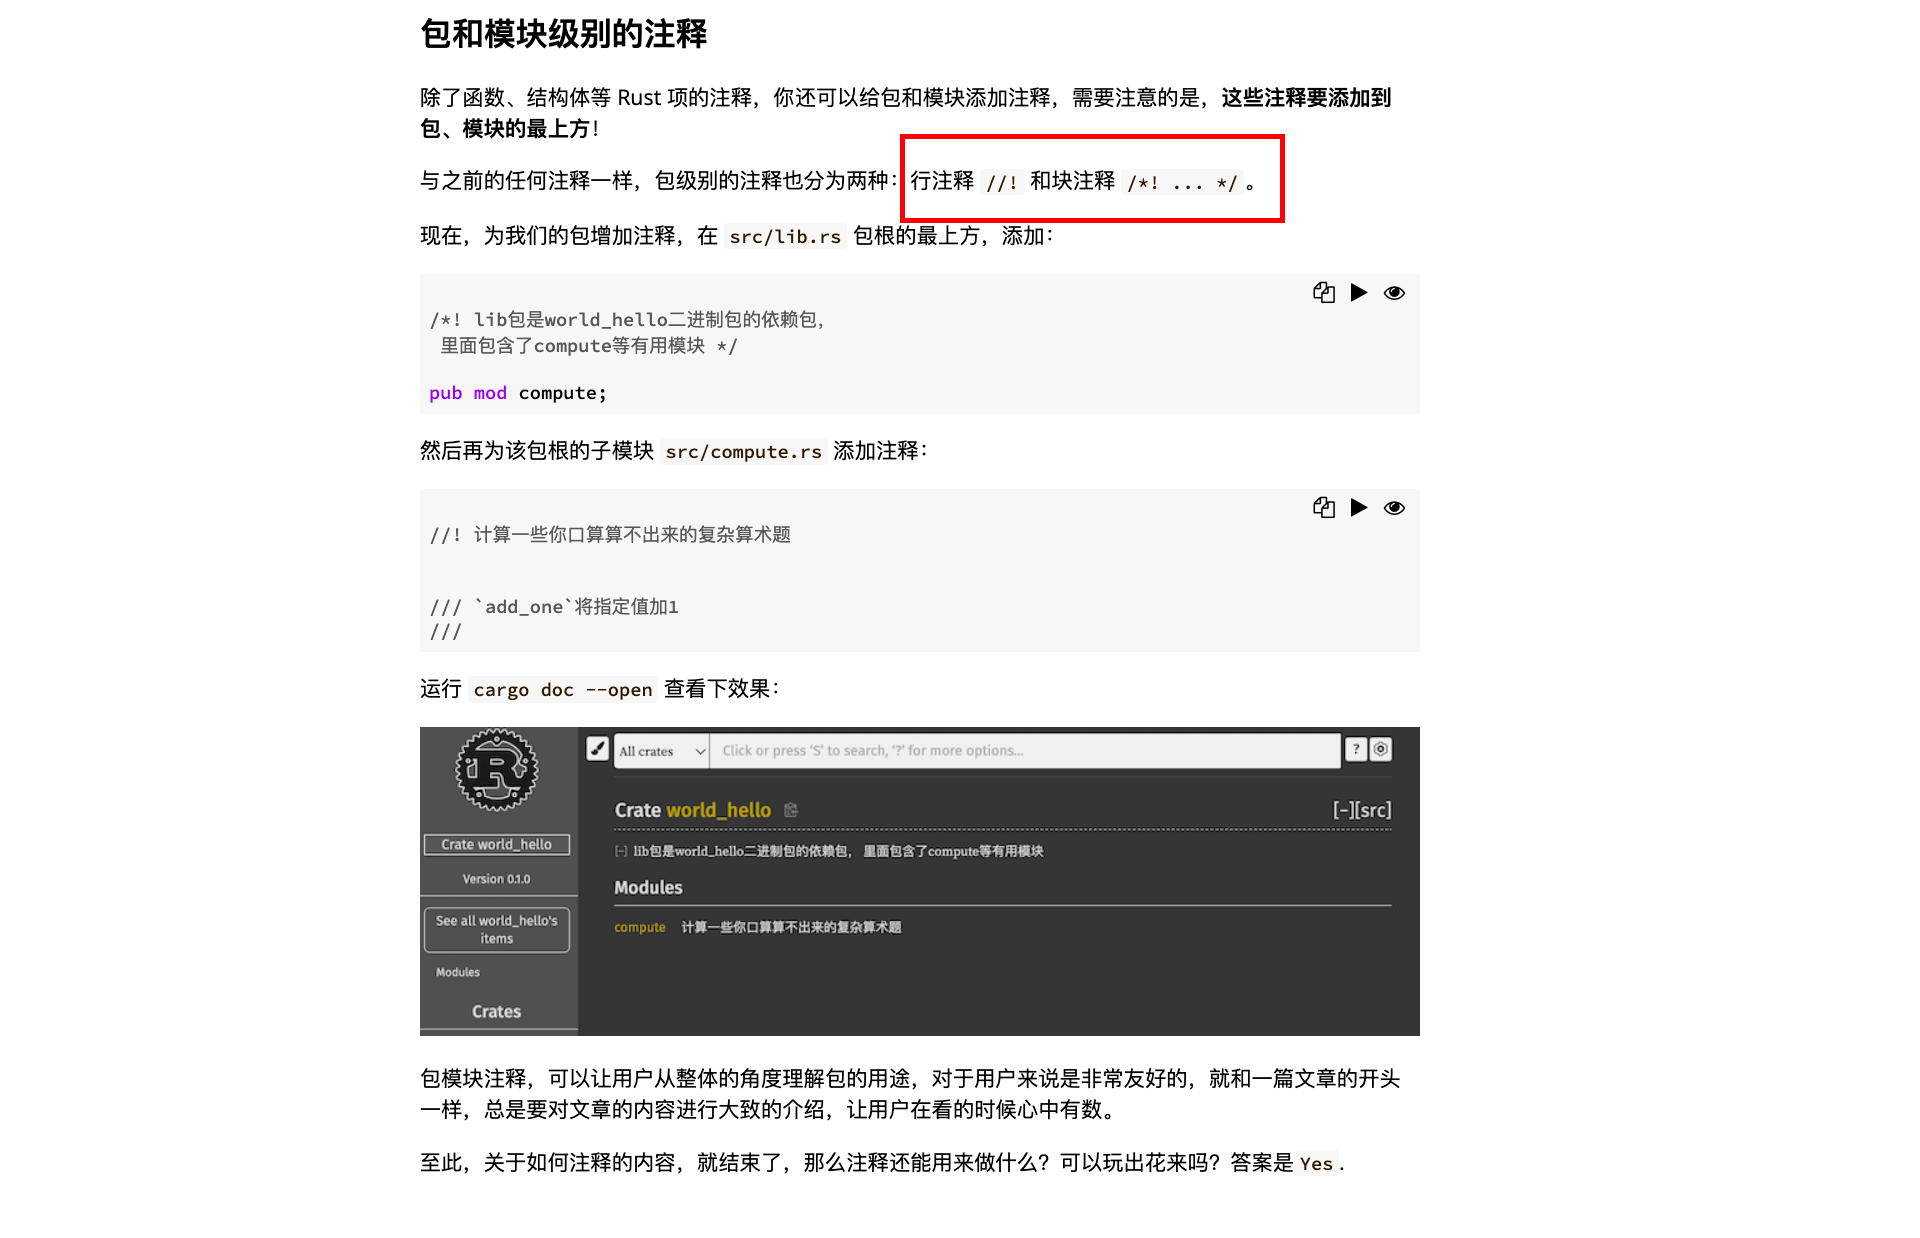 包和模块级别的注释
除了函数、结构体等 Rust 项的注释，你还可以给包和模块添加注释，需要注意的是，这些注释要添加到
包、模块的最上方！
与之前的任何注释一样，包级别的注释也分为两种：行注释 //! 和块注释 /*! ... */。
现在，为我们的包增加注释，在 src/lib.rs 包根的最上方，添加：
/*! lib包是world_hello二进制包的依赖包，
里面包含了compute等有用模块 */
pub mod compute;
然后再为该包根的子模块 src/compute.rs 添加注释：
//! 计算一些你口算算不出来的复杂算术题
/// `add_one`将指定值加1
///
运行 cargo doc --open 查看下效果：
All crates Click or press ‘S’ to search, ‘?’ for more options... ?
Crate world_hello [-][src]
Crate world_hello
[-] lib包是world_hello二进制包的依赖包， 里面包含了compute等有用模块
Version 0.1.0
Modules
See all world_hello's
items
compute 计算一些你口算算不出来的复杂算术题
Modules
Crates
包模块注释，可以让用户从整体的角度理解包的用途，对于用户来说是非常友好的，就和一篇文章的开头
一样，总是要对文章的内容进行大致的介绍，让用户在看的时候心中有数。
至此，关于如何注释的内容，就结束了，那么注释还能用来做什么？可以玩出花来吗？答案是 Yes.